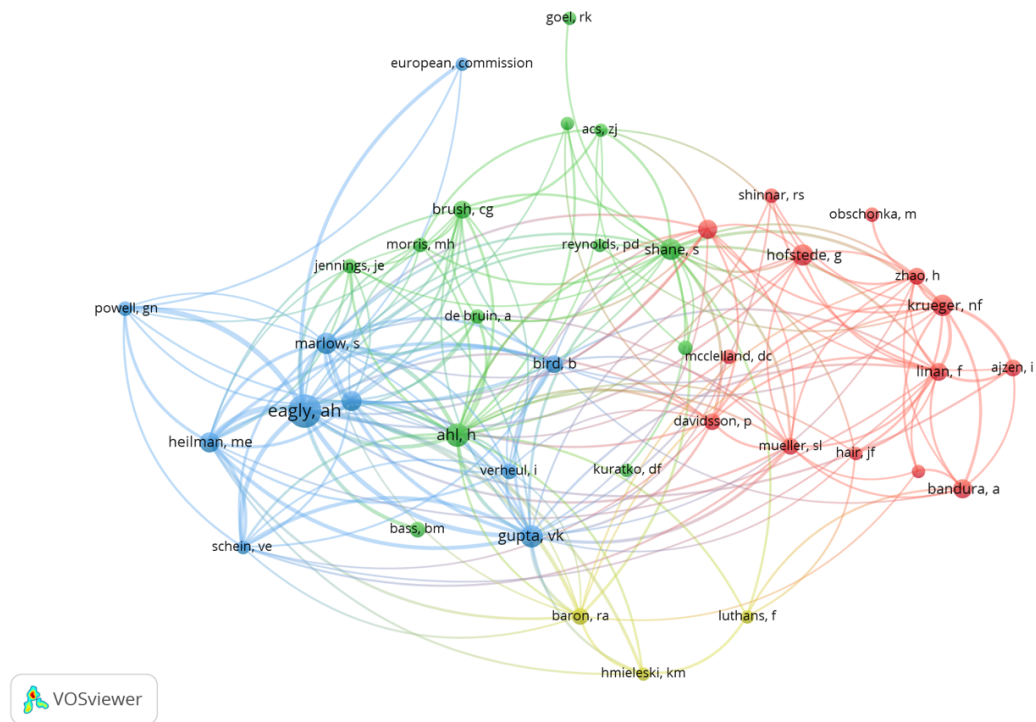 goel, rk
european, commission
acs, zj
shinnar, rs
brush, cg
obschonka, m
morris, mh
reynolds, pd
shane, s
hofstede, g
jennings, je
zhao, h
powell, gn
krueger, nf
de bruin, a
marlow, s
bird, b
mcclelland, dc
linan, f
ajzen, i
eagly, ah
davidsson, p
ahl, h
heilman, me
mueller, sl
hair, jf
verheul, i
kuratko, df
bandura, a
bass, bm
gupta, vk
schein, ve
baron, ra
luthans, f
hmieleski, km
VOSviewer